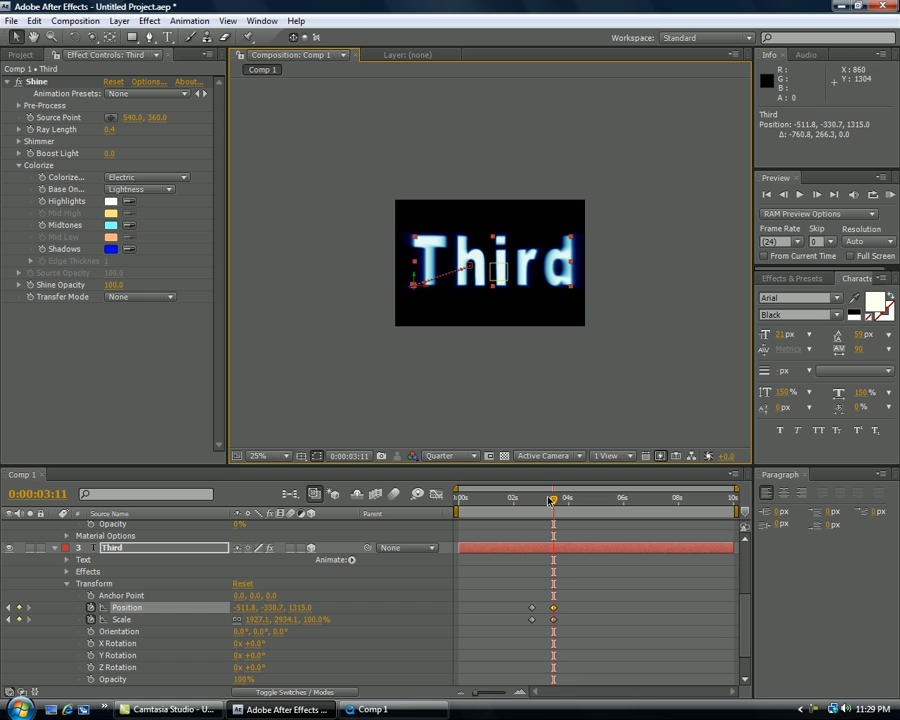 Adobe After Effects - Untitled Project.aep *
File Edit Composition Layer Effect Animation View Window Help
Workspace: Standard
Project Effect Controls: Third
Comp 1 • Third
fx Shine Reset Options... About...
Animation Presets: None
Pre-Process
Source Point 540.0, 360.0
Ray Length 0.4
Shimmer
Boost Light 0.0
Colorize
Colorize... Electric
Base On... Lightness
Highlights
Mid High
Midtones
Mid Low
Shadows
Edge Thickness 1
Source Opacity 100.0
Shine Opacity 100.0
Transfer Mode None
Composition: Comp 1 Layer: (none)
Comp 1
Third
25% 0:00:03:11 Quarter Active Camera 1 View +0.0
Info Audio
R: X: 860
G: Y: 1304
B:
A: 0
Third
Position: -511.8, -330.7, 1315.0
Δ: -760.8, 266.3, 0.0
Preview
RAM Preview Options
Frame Rate Skip Resolution
(24) 0 Auto
From Current Time Full Screen
Effects & Presets Characte
Arial
Black
21 px 59 px
Metrics 90
- px
150 % 150 %
0 px 0 %
T T TT Tт T¹ T₁
Comp 1
0:00:03:11
# Source Name Parent
Opacity 0%
Material Options
3 T Third None
Text Animate:
Effects
Transform Reset
Anchor Point 0.0, 0.0, 0.0
Position -511.8, -330.7, 1315.0
Scale 1927.1, 2934.1, 100.0%
Orientation 0.0°, 0.0°, 0.0°
X Rotation 0x +0.0°
Y Rotation 0x +0.0°
Z Rotation 0x +0.0°
Opacity 100%
Toggle Switches / Modes
:00s 02s 04s 06s 08s 10s
Paragraph
0 px 0 px 0 px
0 px 0 px
Camtasia Studio - U... Adobe After Effects ... Comp 1 11:29 PM